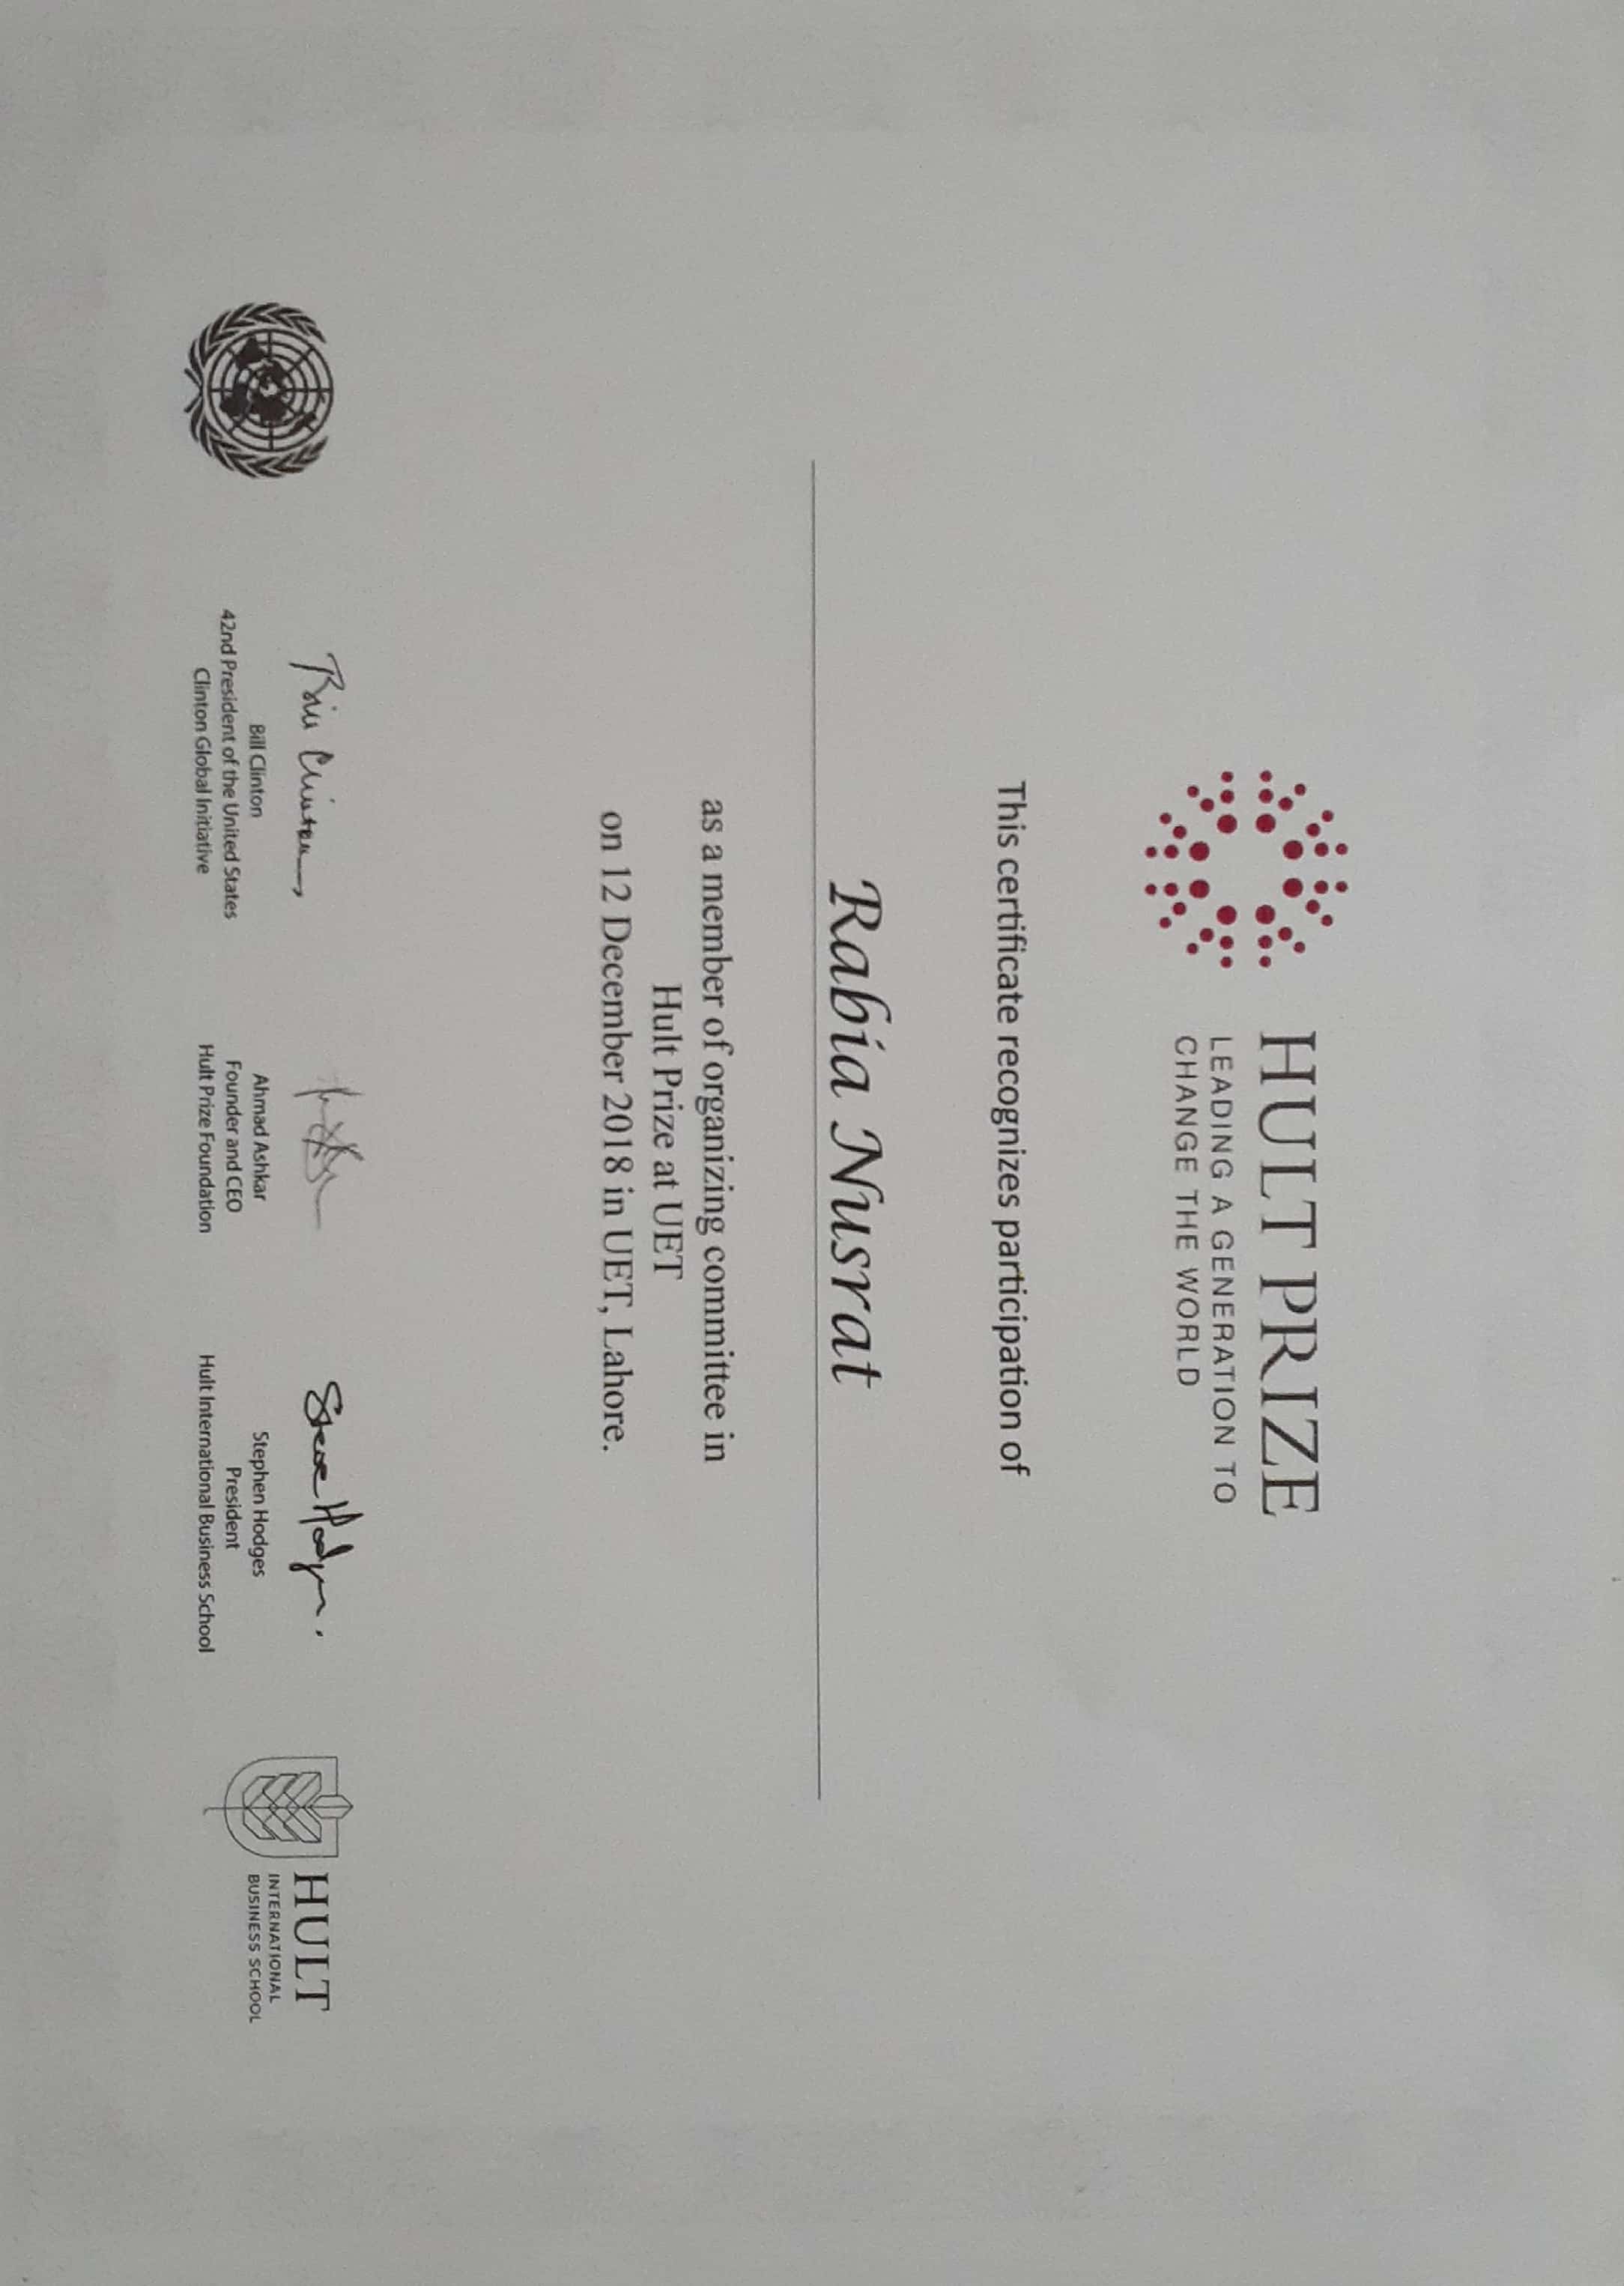 HULT PRIZE
LEADING A GENERATION TO
CHANGE THE WORLD
This certificate recognizes participation of
Rabia Nusrat
as a member of organizing committee in
Hult Prize at UET
on 12 December 2018 in UET, Lahore.
Bill Clinton
Steve Hodges.
Bill Clinton
42nd President of the United States
Clinton Global Initiative
Ahmad Ashkar
Founder and CEO
Hult Prize Foundation
Stephen Hodges
President
Hult International Business School
HULT
INTERNATIONAL
BUSINESS SCHOOL